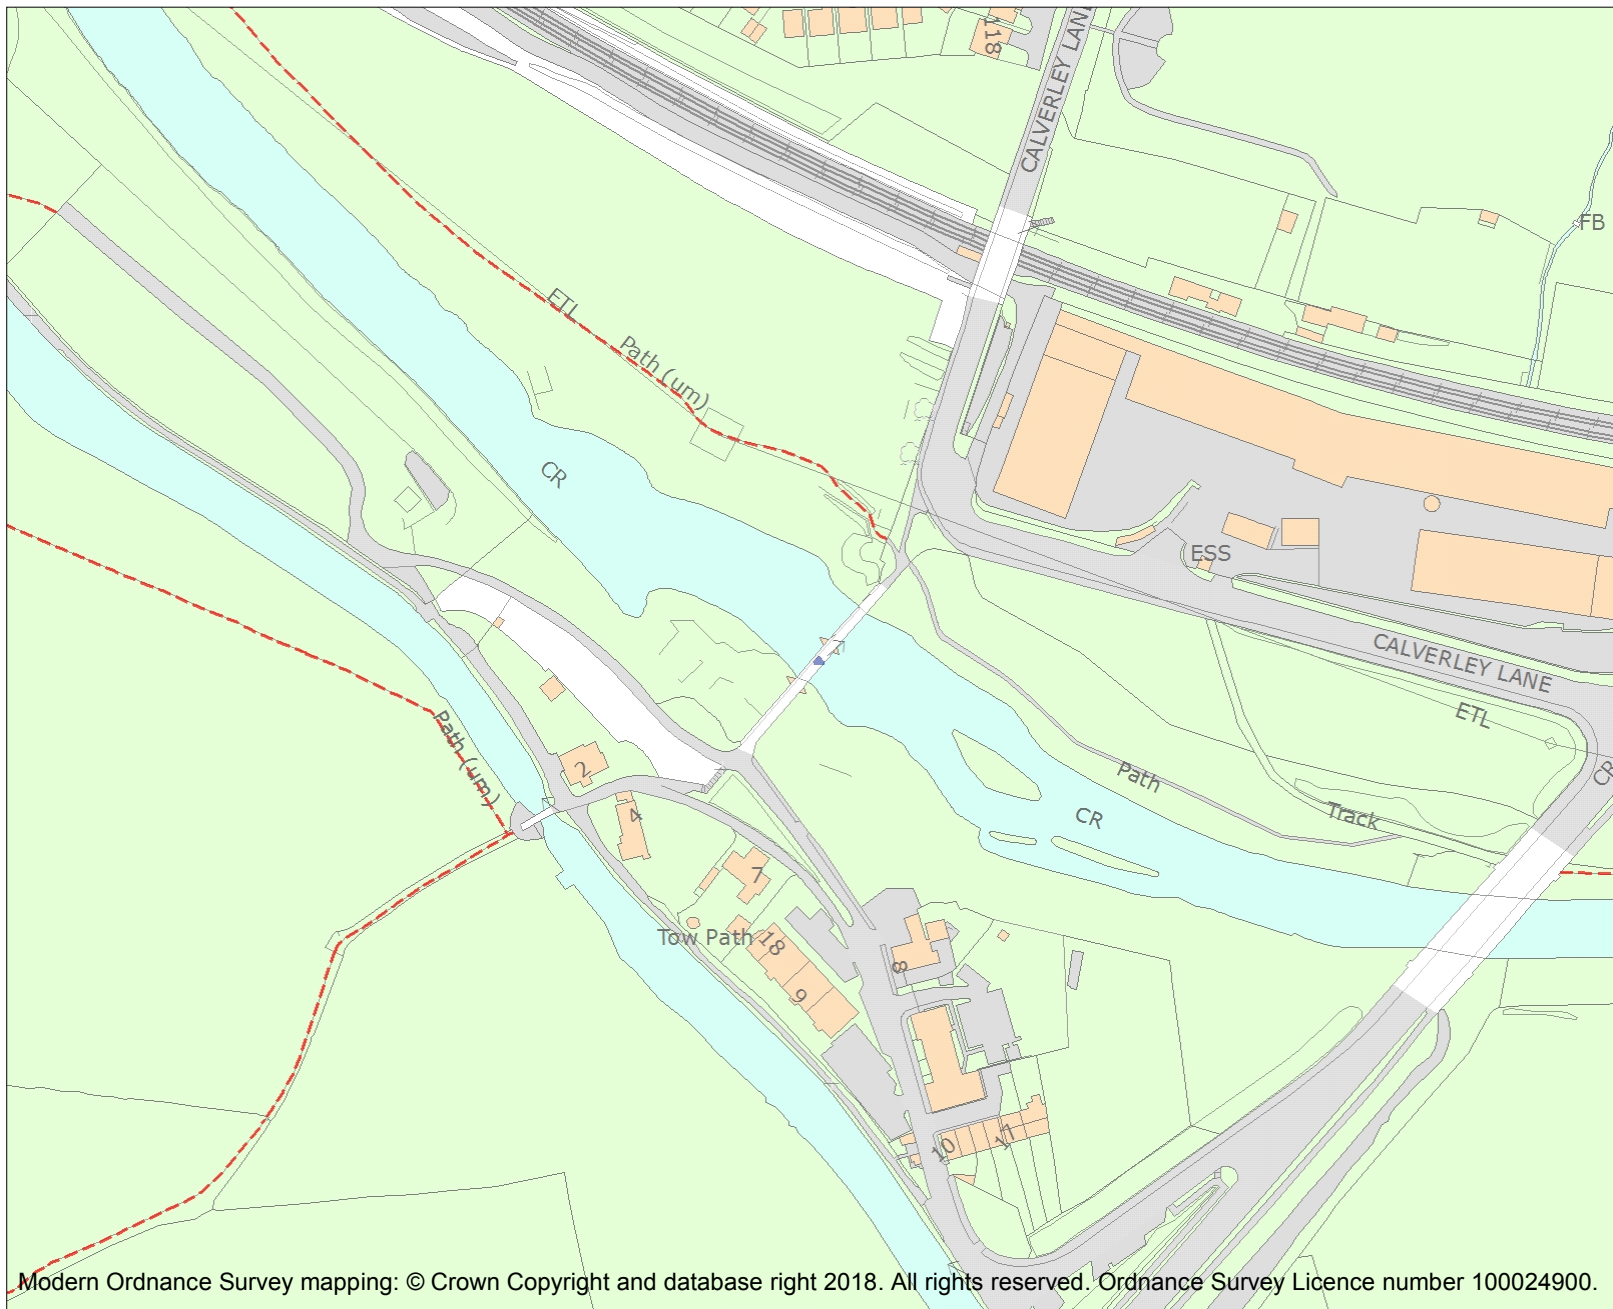 118
CALVERLEY LANE
FB
ETL
Path (um)
CR
ESS
CALVERLEY LANE
ETL
Path (um)
2
Path
CR
4
CR
Track
7
Tow Path
18
8
9
10
17
Modern Ordnance Survey mapping: © Crown Copyright and database right 2018. All rights reserved. Ordnance Survey Licence number 100024900.